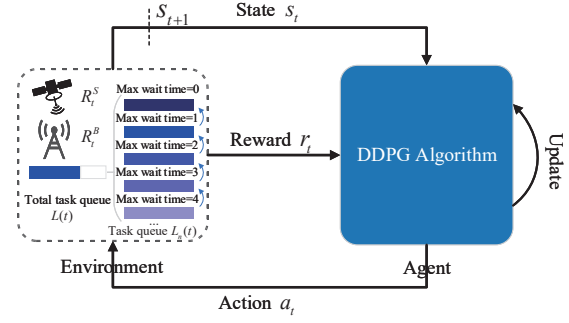 S_{t+1}
State s_t
Max wait time=0
R_t^S
Max wait time=1
R_t^B
Max wait time=2
Max wait time=3
Max wait time=4
...
Total task queue
L(t)
Task queue L_n(t)
Environment
Reward r_t
DDPG Algorithm
Update
Agent
Action a_t